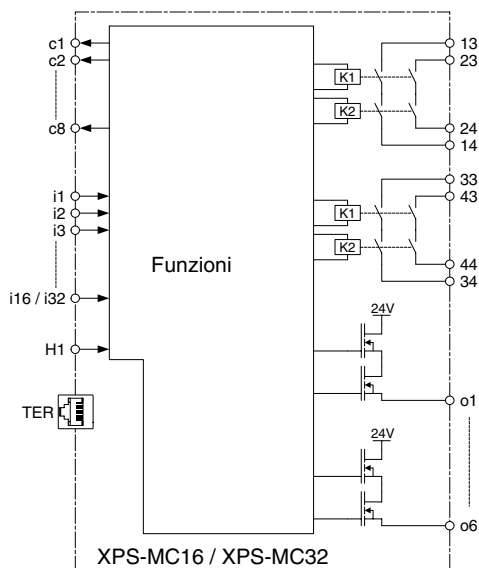 c1
c2
c8
i1
i2
i3
i16 / i32
H1
TER
Funzioni
K1
K2
K1
K2
24V
24V
13
23
24
14
33
43
44
34
o1
o6
XPS-MC16 / XPS-MC32